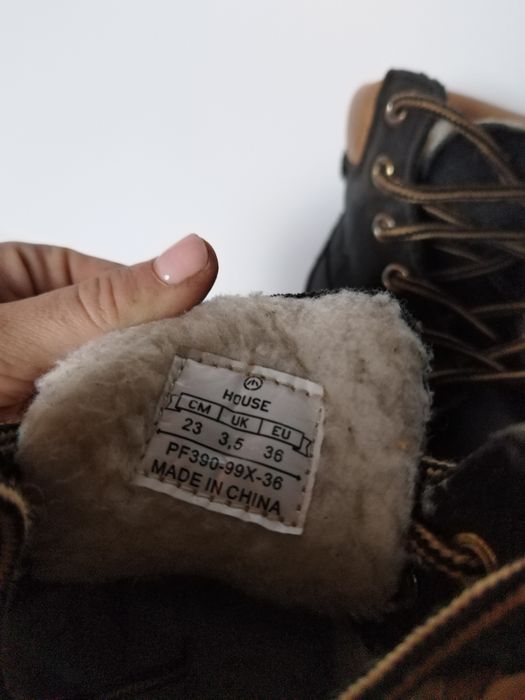 HOUSE
CM UK EU
23 3,5 36
PF390-99X-36
MADE IN CHINA